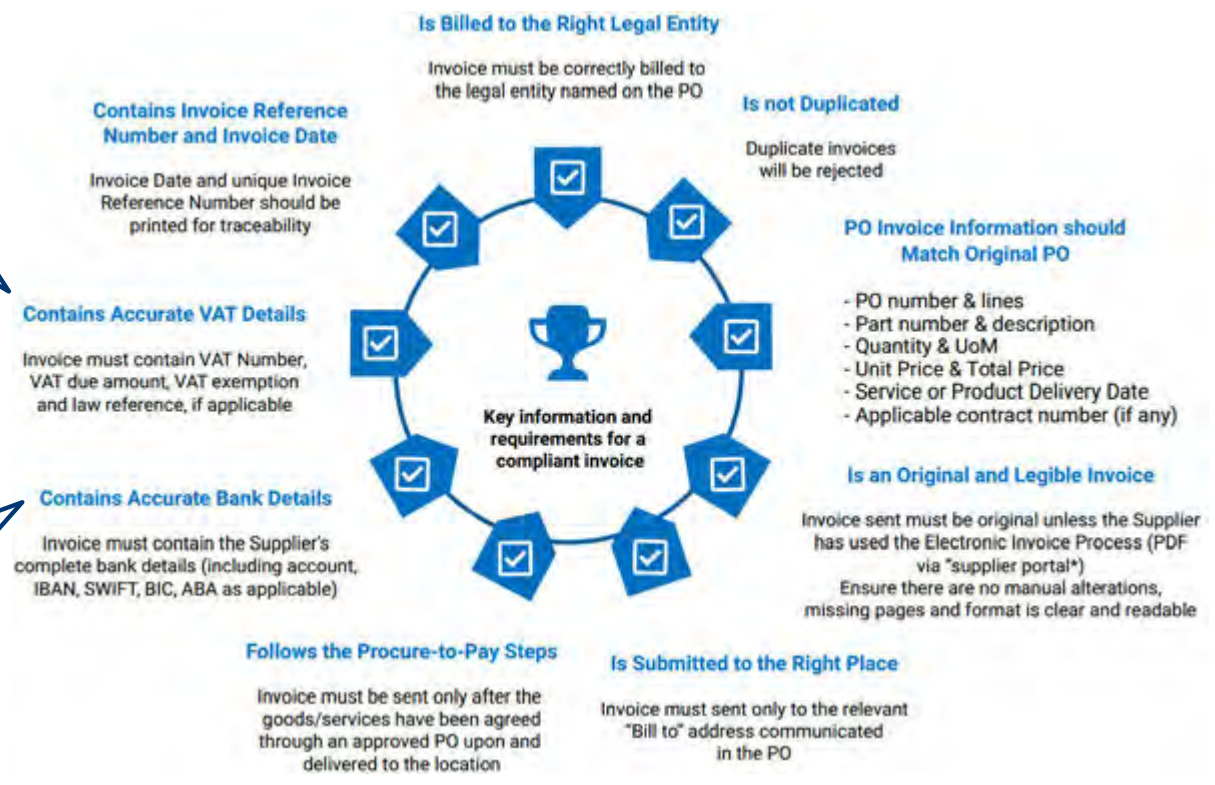 Is Billed to the Right Legal Entity
Invoice must be correctly billed to
the legal entity named on the PO
Is not Duplicated
Duplicate invoices
will be rejected
PO Invoice Information should
Match Original PO
- PO number & lines
- Part number & description
- Quantity & UoM
- Unit Price & Total Price
- Service or Product Delivery Date
- Applicable contract number (if any)
Is an Original and Legible Invoice
Invoice sent must be original unless the Supplier
has used the Electronic Invoice Process (PDF
via "supplier portal*)
Ensure there are no manual alterations,
missing pages and format is clear and readable
Is Submitted to the Right Place
Invoice must sent only to the relevant
"Bill to" address communicated
in the PO
Follows the Procure-to-Pay Steps
Invoice must be sent only after the
goods/services have been agreed
through an approved PO upon and
delivered to the location
Contains Accurate Bank Details
Invoice must contain the Supplier's
complete bank details (including account,
IBAN, SWIFT, BIC, ABA as applicable)
Contains Accurate VAT Details
Invoice must contain VAT Number,
VAT due amount, VAT exemption
and law reference, if applicable
Contains Invoice Reference
Number and Invoice Date
Invoice Date and unique Invoice
Reference Number should be
printed for traceability
Key information and
requirements for a
compliant invoice